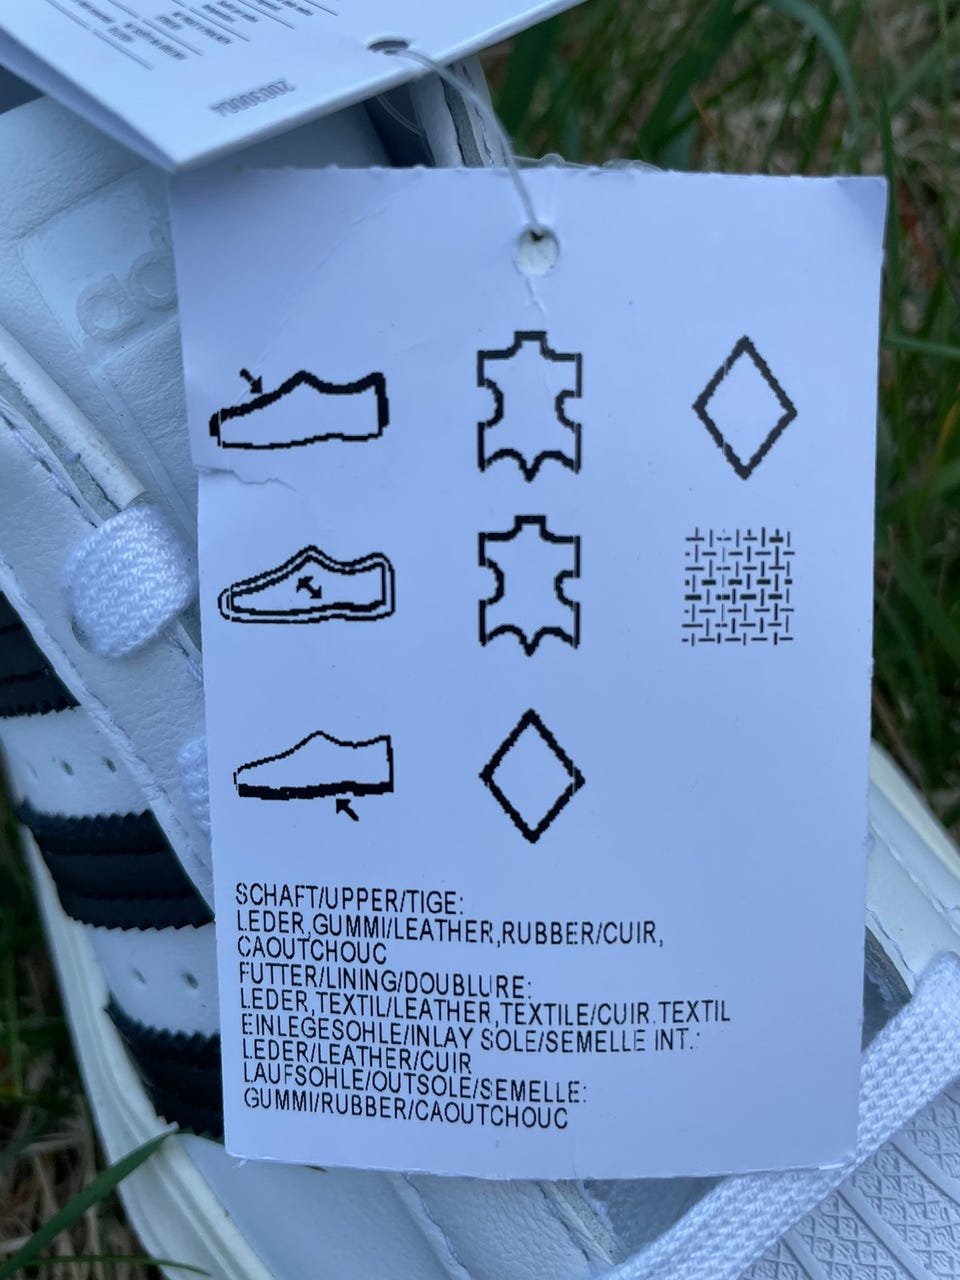 2003000A
SCHAFT/UPPER/TIGE:
LEDER,GUMMI/LEATHER,RUBBER/CUIR,
CAOUTCHOUC
FUTTER/LINING/DOUBLURE:
LEDER,TEXTIL/LEATHER,TEXTILE/CUIR.TEXTIL
EINLEGESOHLE/INLAY SOLE/SEMELLE INT.:
LEDER/LEATHER/CUIR
LAUFSOHLE/OUTSOLE/SEMELLE:
GUMMI/RUBBER/CAOUTCHOUC